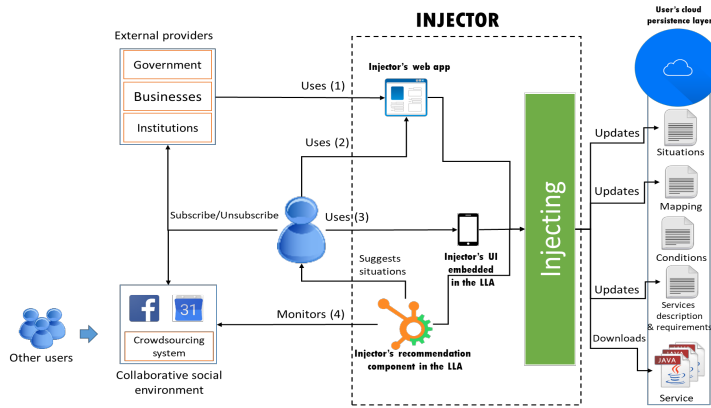 INJECTOR
User's cloud
persistence layer
External providers
Government
Businesses
Institutions
Injector's web app
Uses (1)
Uses (2)
Updates
Situations
Subscribe/Unsubscribe
Uses (3)
Injecting
Updates
Mapping
Injector's UI
embedded
in the LLA
Conditions
Suggests
situations
Updates
Services
description
& requirements
f
31
Monitors (4)
Crowdsourcing
system
Injector's recommendation
component in the LLA
Downloads
JAVA
JAVA
Service
Other users
Collaborative social
environment